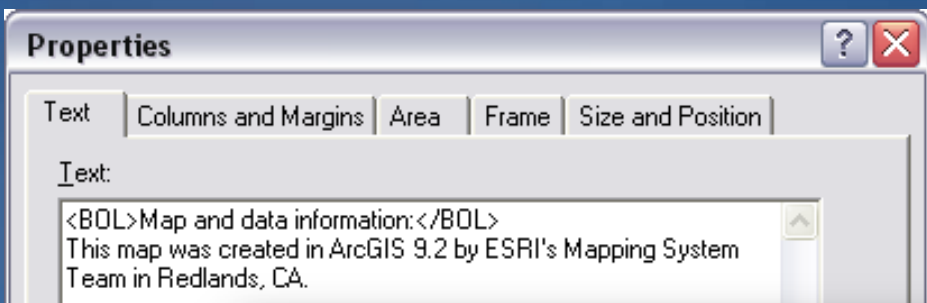 Properties
?
Text Columns and Margins Area Frame Size and Position
Text:
<BOL>Map and data information:</BOL>
This map was created in ArcGIS 9.2 by ESRI's Mapping System
Team in Redlands, CA.